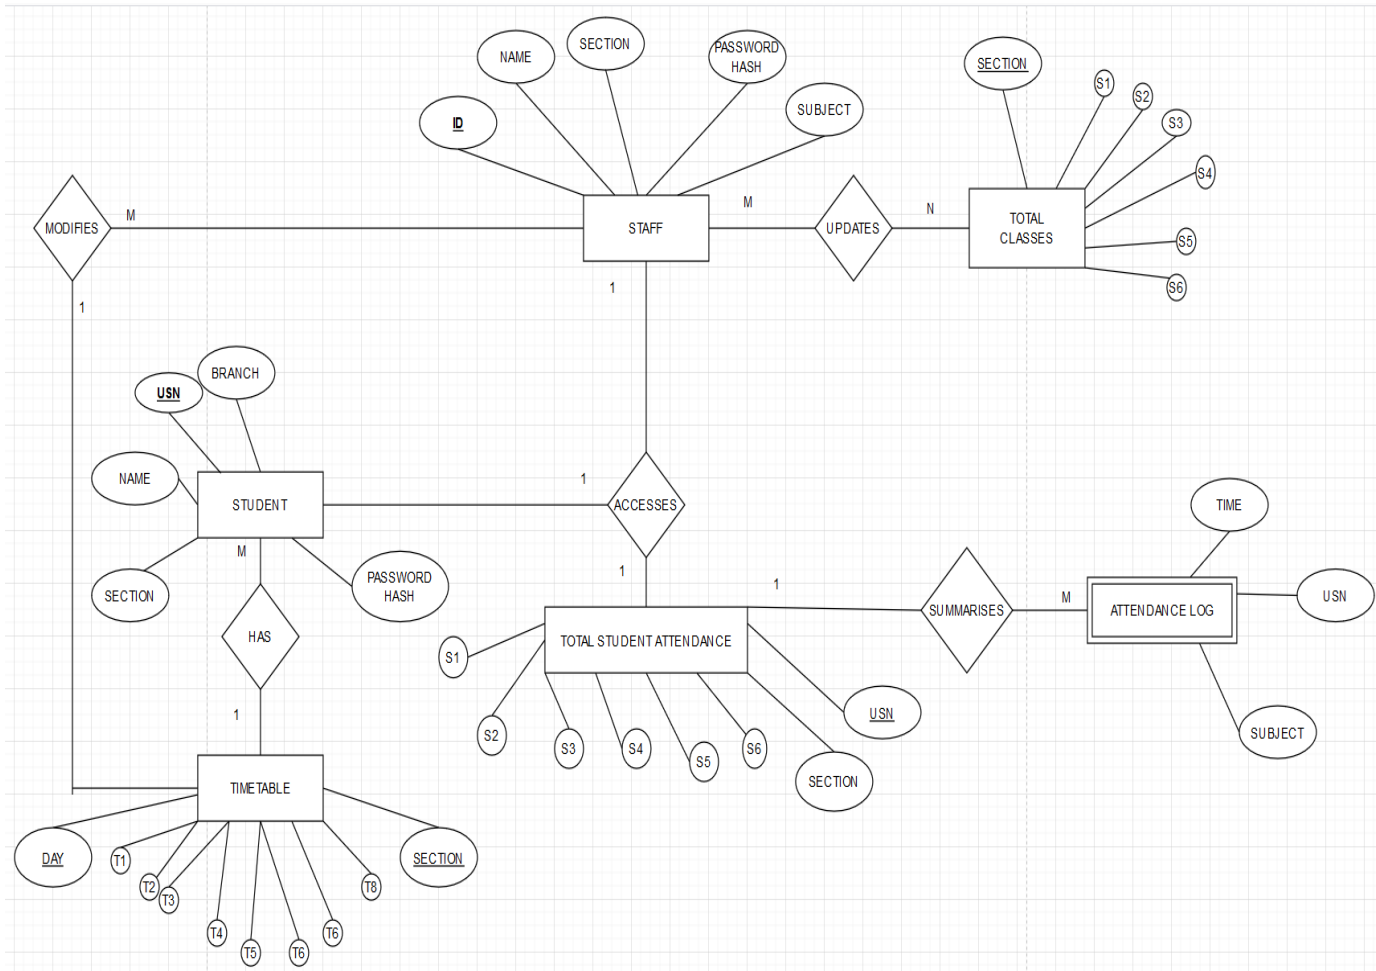 SECTION
NAME
PASSWORD
HASH
SECTION
S1
S2
ID
SUBJECT
S3
S4
MODIFIES
M
STAFF
M
UPDATES
N
TOTAL
CLASSES
S5
S6
1
1
BRANCH
USN
NAME
STUDENT
1
ACCESSES
TIME
M
SECTION
PASSWORD
HASH
1
1
SUMMARISES
M
ATTENDANCE LOG
USN
HAS
TOTAL STUDENT ATTENDANCE
S1
1
S2
S3
S4
S5
S6
USN
SECTION
SUBJECT
TIMETABLE
DAY
T1
T2
T3
T4
T5
T6
T6
T8
SECTION